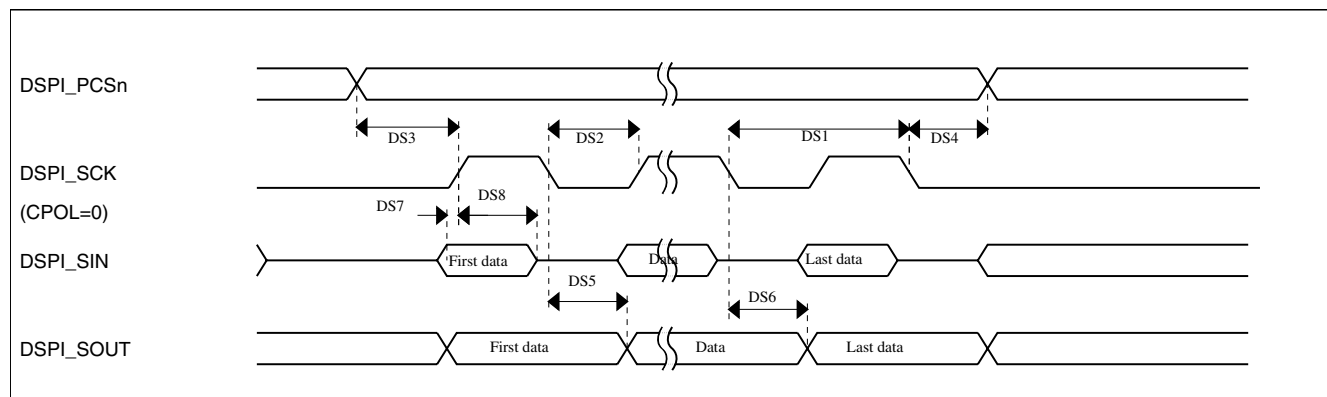 DSPI_PCSn
DS3
DS2
DS1
DS4
DSPI_SCK
(CPOL=0)
DS7
DS8
DSPI_SIN
First data
Data
Last data
DS5
DS6
DSPI_SOUT
First data
Data
Last data